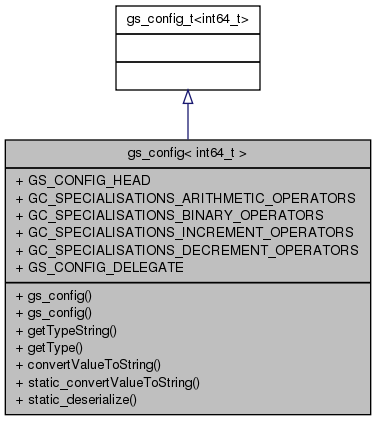 gs_config_t<int64_t>
gs_config< int64_t >
+ GS_CONFIG_HEAD
+ GC_SPECIALISATIONS_ARITHMETIC_OPERATORS
+ GC_SPECIALISATIONS_BINARY_OPERATORS
+ GC_SPECIALISATIONS_INCREMENT_OPERATORS
+ GC_SPECIALISATIONS_DECREMENT_OPERATORS
+ GS_CONFIG_DELEGATE
+ gs_config()
+ gs_config()
+ getTypeString()
+ getType()
+ convertValueToString()
+ static_convertValueToString()
+ static_deserialize()